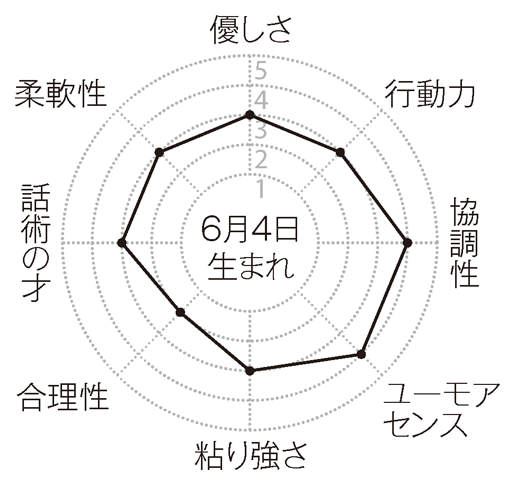 優しさ
行動力
協調性
ユーモア
センス
粘り強さ
合理性
話術の才
柔軟性
5
4
3
2
1
6月4日
生まれ